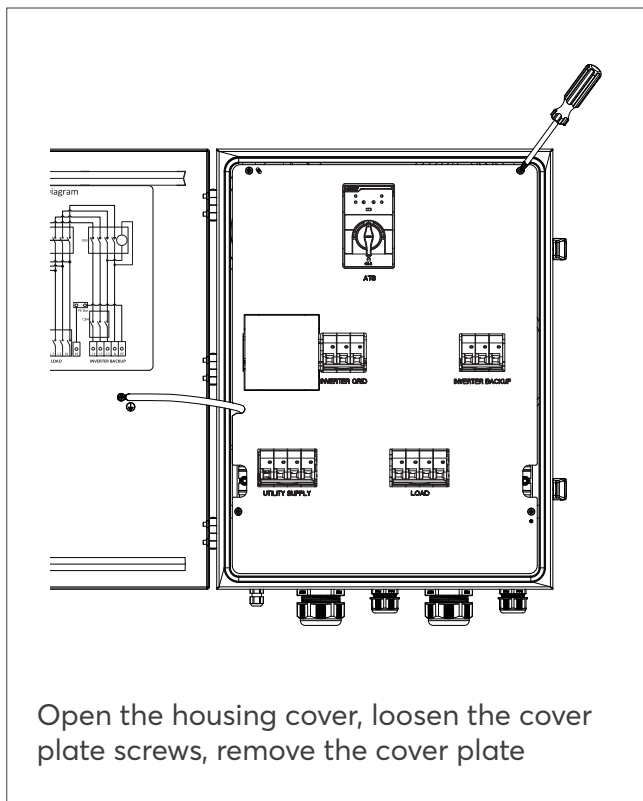 Diagram
LOAD
INVERTER BACKUP
ATS
INVERTER GRID
INVERTER BACKUP
UTILITY SUPPLY
LOAD
Open the housing cover, loosen the cover
plate screws, remove the cover plate